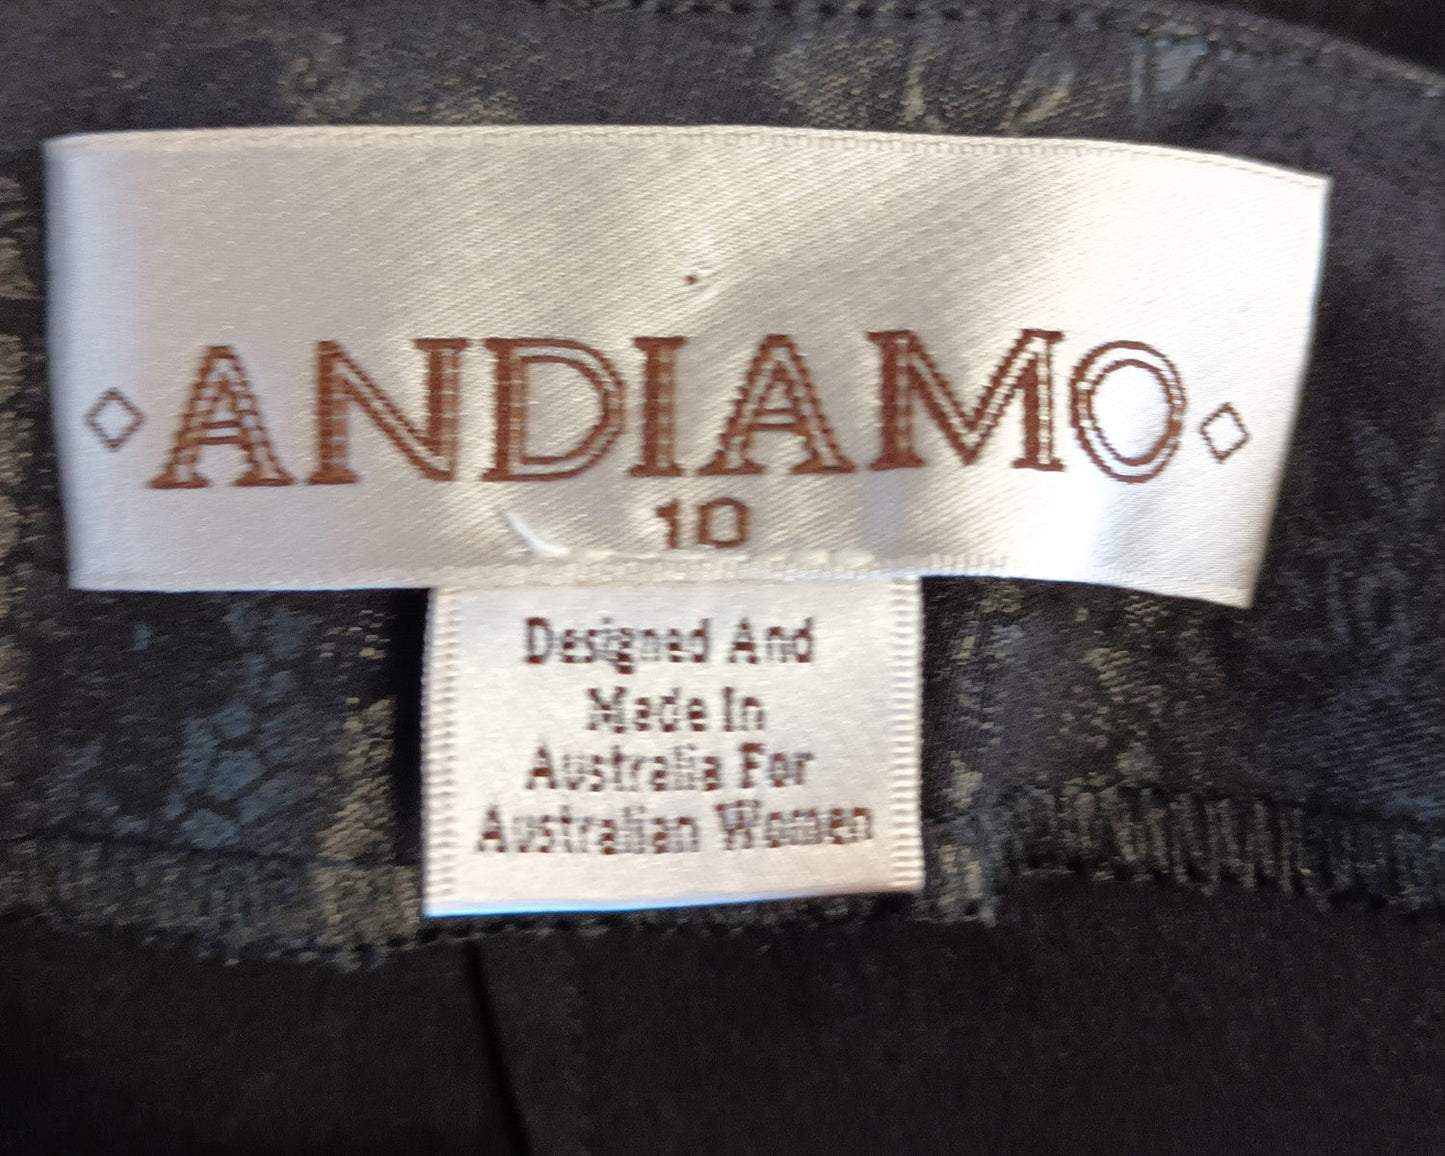 ANDIAMO
10
Designed And
Made In
Australia For
Australian Women